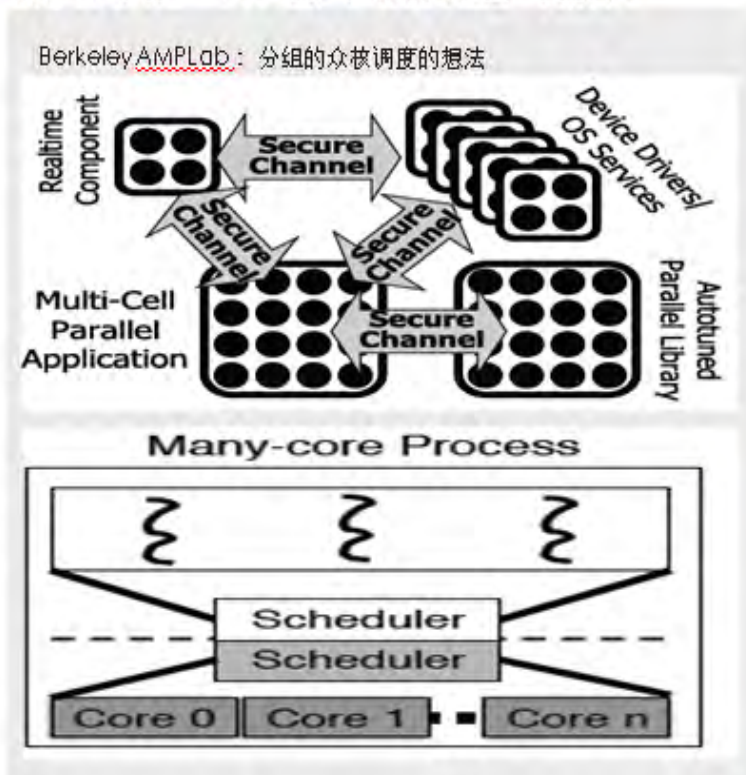 Berkeley AMPLab： 分组的众核调度的想法
Realtime
Component
Secure
Channel
Device Drivers/
OS Services
Secure
Channel
Secure
Channel
Multi-Cell
Parallel
Application
Secure
Channel
Autotuned
Parallel Library
Many-core Process
Scheduler
Scheduler
Core 0 Core 1 Core n